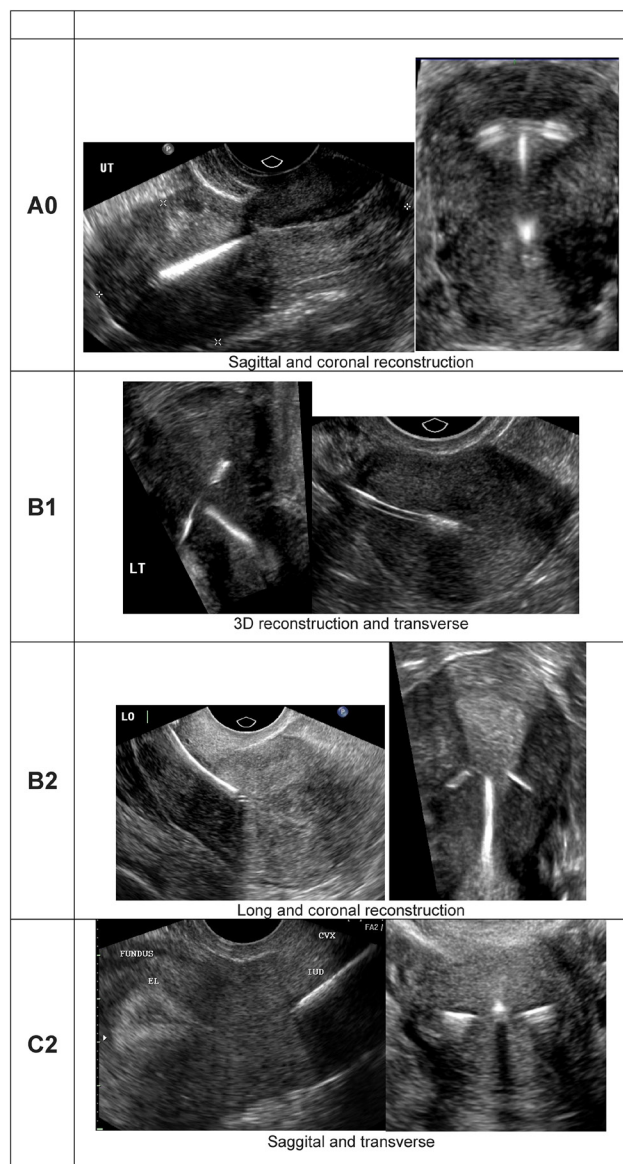 A0
UT
Sagittal and coronal reconstruction
B1
LT
3D reconstruction and transverse
B2
LO
Long and coronal reconstruction
C2
FA2 /
CVX
FUNDUS
IUD
EL
Saggital and transverse